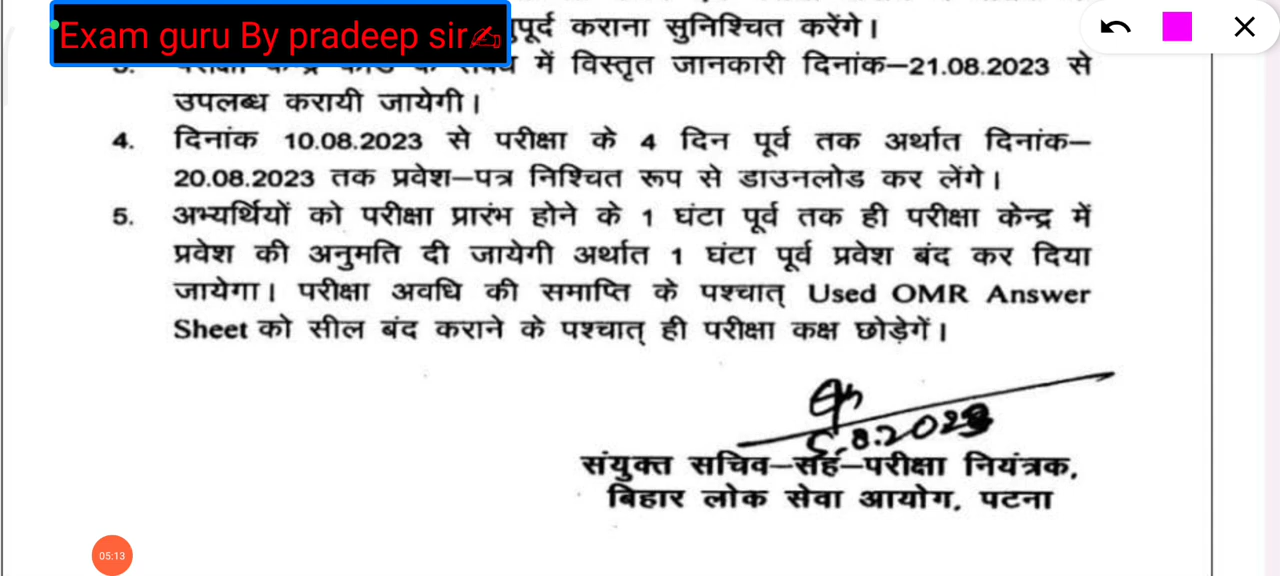 Exam guru By pradeep sir✍
पूर्द कराना सुनिश्चित करेंगे।
में विस्तृत जानकारी दिनांक–21.08.2023 से
उपलब्ध करायी जायेगी।
4. दिनांक 10.08.2023 से परीक्षा के 4 दिन पूर्व तक अर्थात दिनांक–
20.08.2023 तक प्रवेश–पत्र निश्चित रूप से डाउनलोड कर लेंगे।
5. अभ्यर्थियों को परीक्षा प्रारंभ होने के 1 घंटा पूर्व तक ही परीक्षा केन्द्र में
प्रवेश की अनुमति दी जायेगी अर्थात 1 घंटा पूर्व प्रवेश बंद कर दिया
जायेगा। परीक्षा अवधि की समाप्ति के पश्चात् Used OMR Answer
Sheet को सील बंद कराने के पश्चात् ही परीक्षा कक्ष छोड़ेगें।
5.8.2023
संयुक्त सचिव–सह–परीक्षा नियंत्रक,
बिहार लोक सेवा आयोग, पटना
05:13